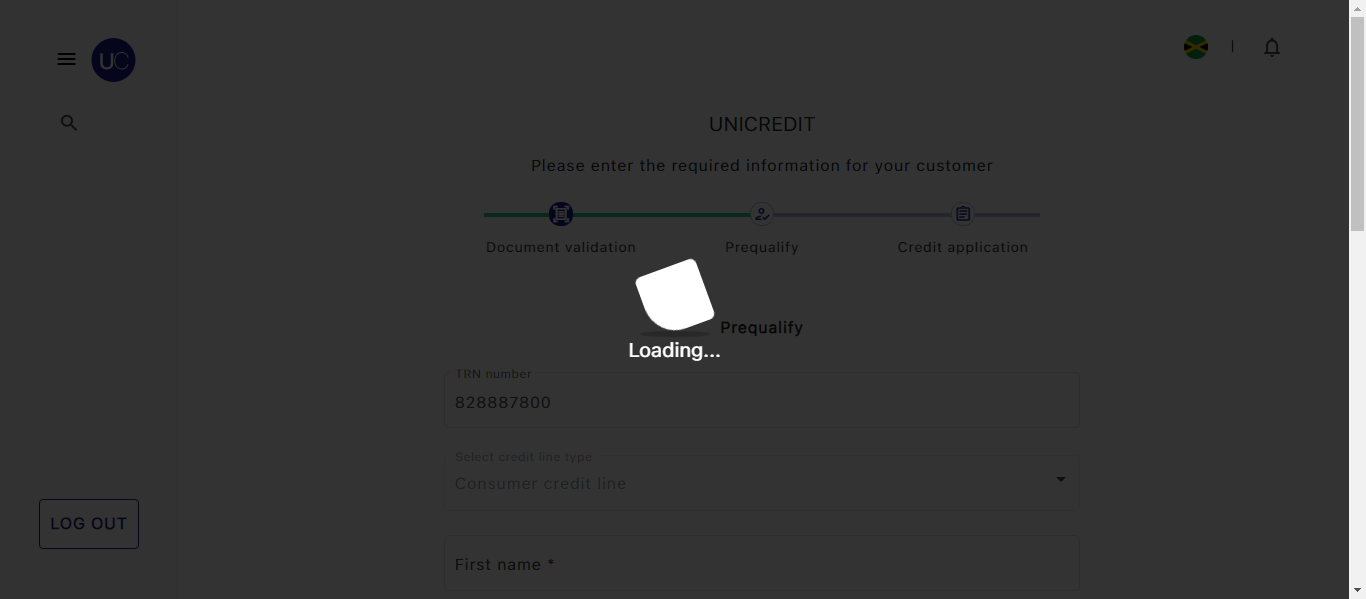 UC
UNICREDIT
Please enter the required information for your customer
Document validation
Prequalify
Credit application
Prequalify
Loading...
TRN number
828887800
Select credit line type
Consumer credit line
LOG OUT
First name *